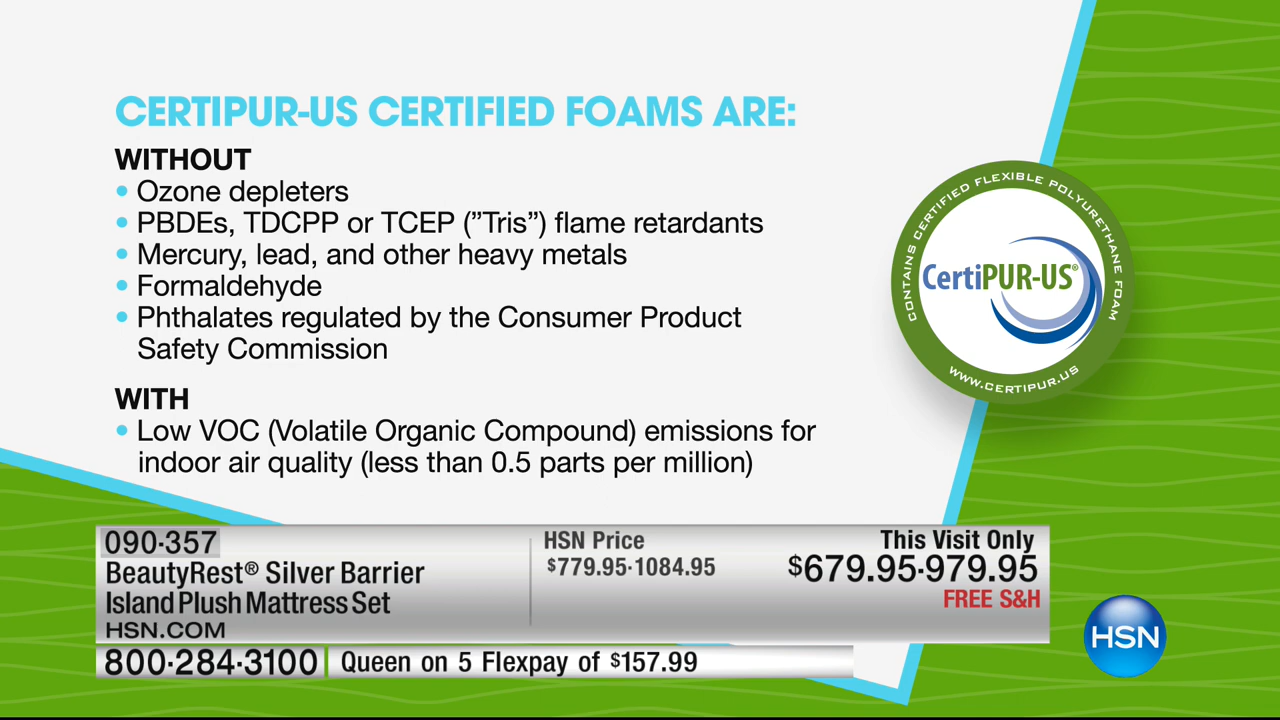 CERTIPUR-US CERTIFIED FOAMS ARE:
WITHOUT
• Ozone depleters
• PBDEs, TDCPP or TCEP (”Tris”) flame retardants
• Mercury, lead, and other heavy metals
• Formaldehyde
• Phthalates regulated by the Consumer Product
Safety Commission
WITH
• Low VOC (Volatile Organic Compound) emissions for
indoor air quality (less than 0.5 parts per million)
CONTAINS CERTIFIED FLEXIBLE POLYURETHANE FOAM
CertiPUR-US®
WWW.CERTIPUR.US
090-357
BeautyRest® Silver Barrier
Island Plush Mattress Set
HSN.COM
HSN Price
$779.95-1084.95
This Visit Only
$679.95-979.95
FREE S&H
800-284-3100
Queen on 5 Flexpay of $157.99
HSN